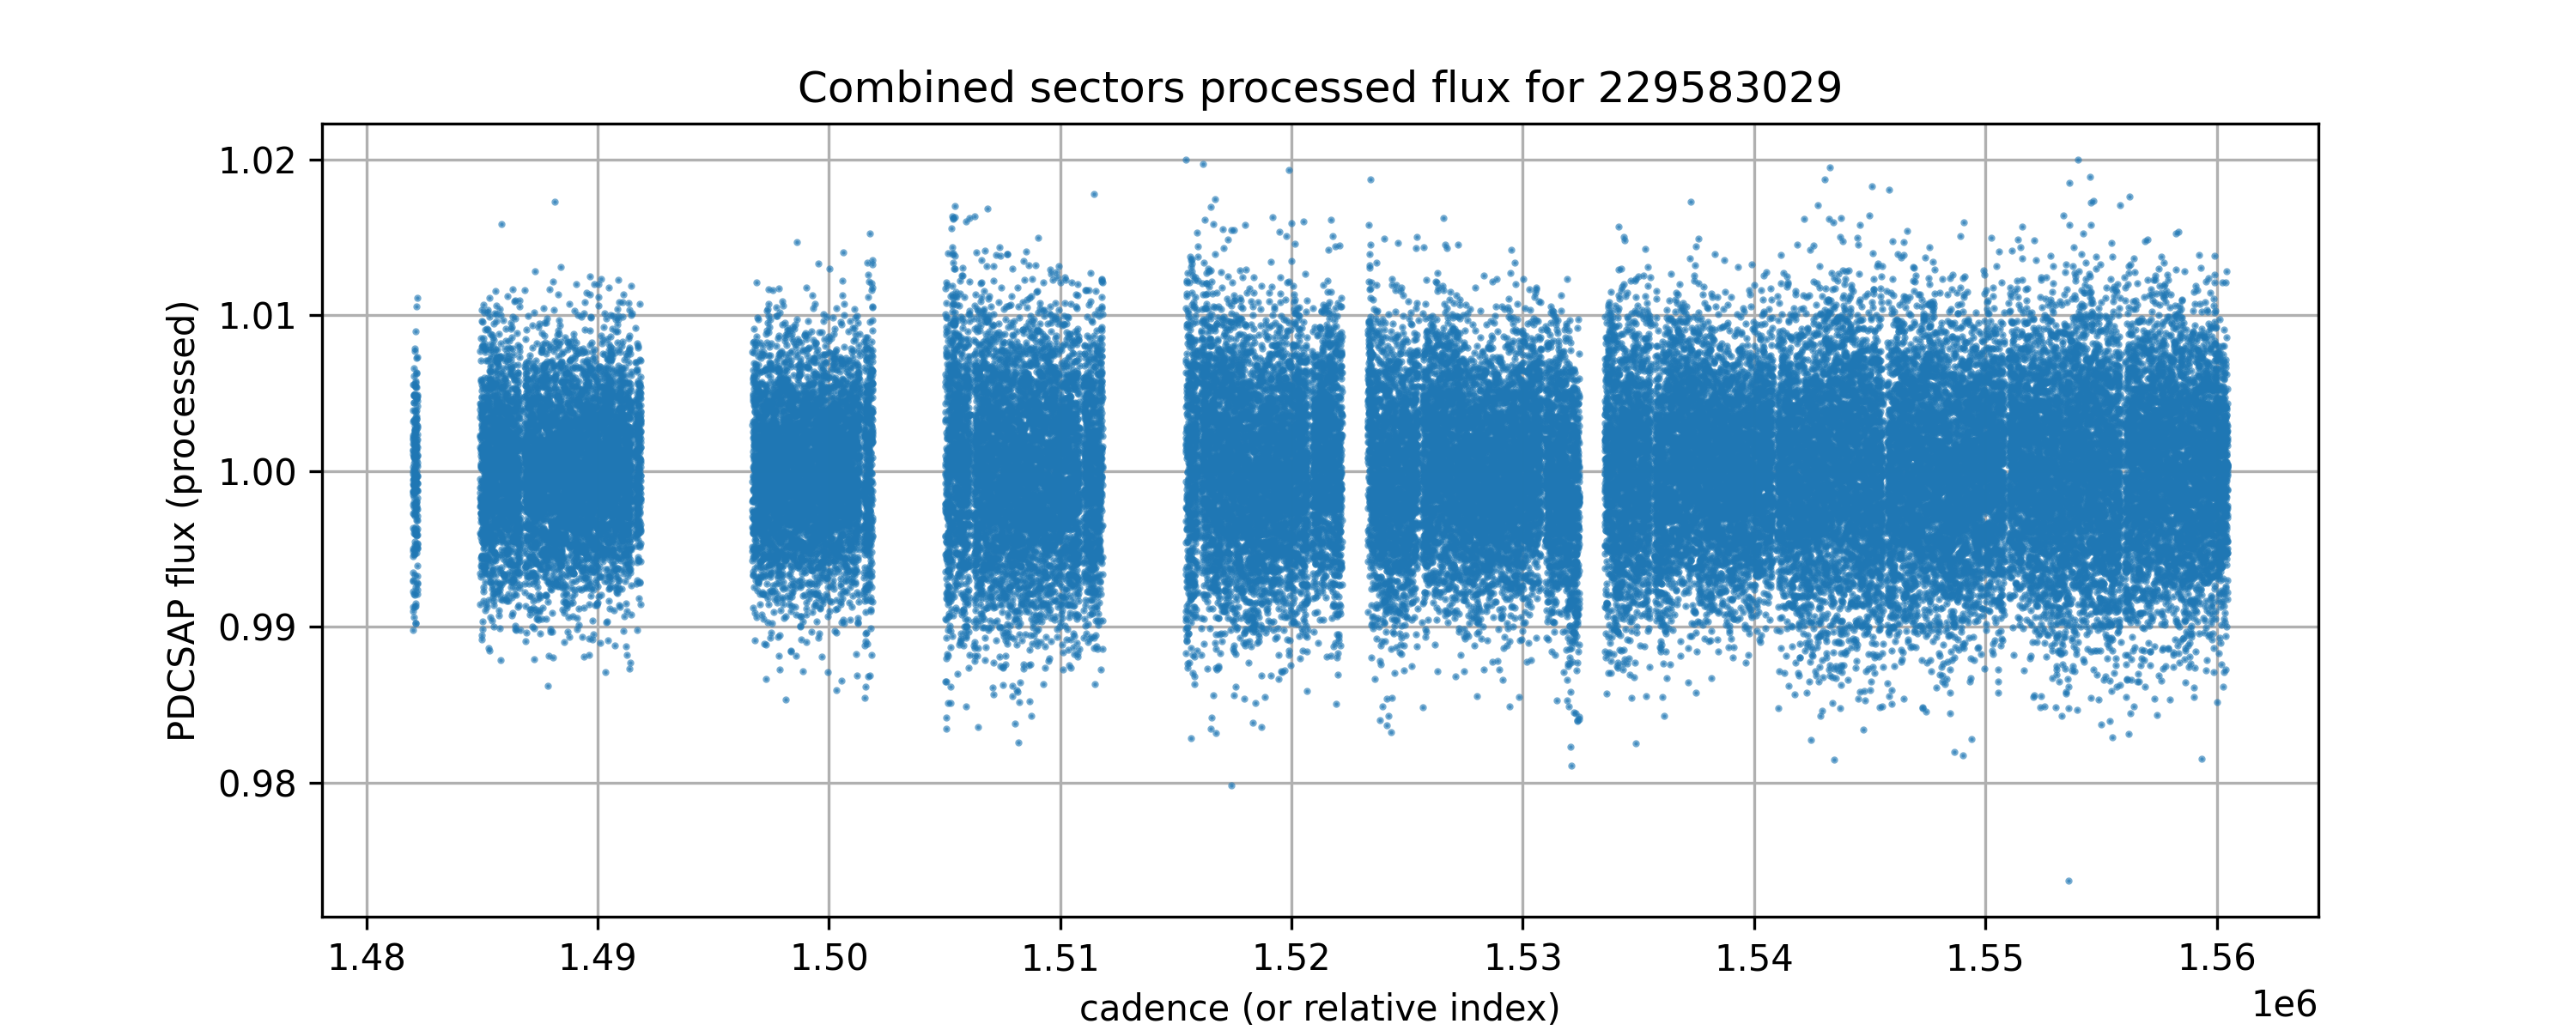 Combined sectors processed flux for 229583029
PDCSAP flux (processed)
1.02
1.01
1.00
0.99
0.98
1.48 1.49 1.50 1.51 1.52 1.53 1.54 1.55 1.56
cadence (or relative index)
1e6